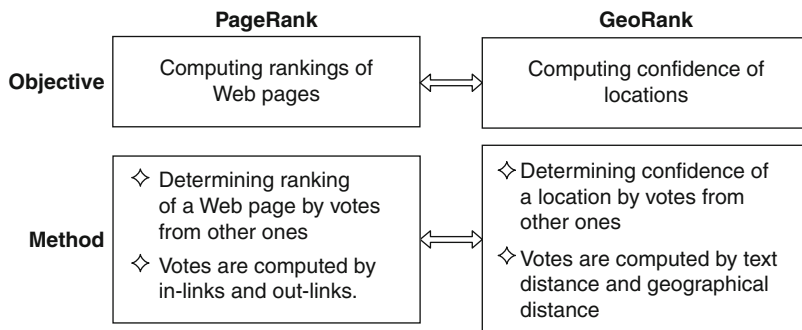 PageRank
GeoRank
Objective
Computing rankings of
Web pages
Computing confidence of
locations
Method
Determining ranking
of a Web page by votes
from other ones
Votes are computed by
in-links and out-links.
Determining confidence of
a location by votes from
other ones
Votes are computed by text
distance and geographical
distance